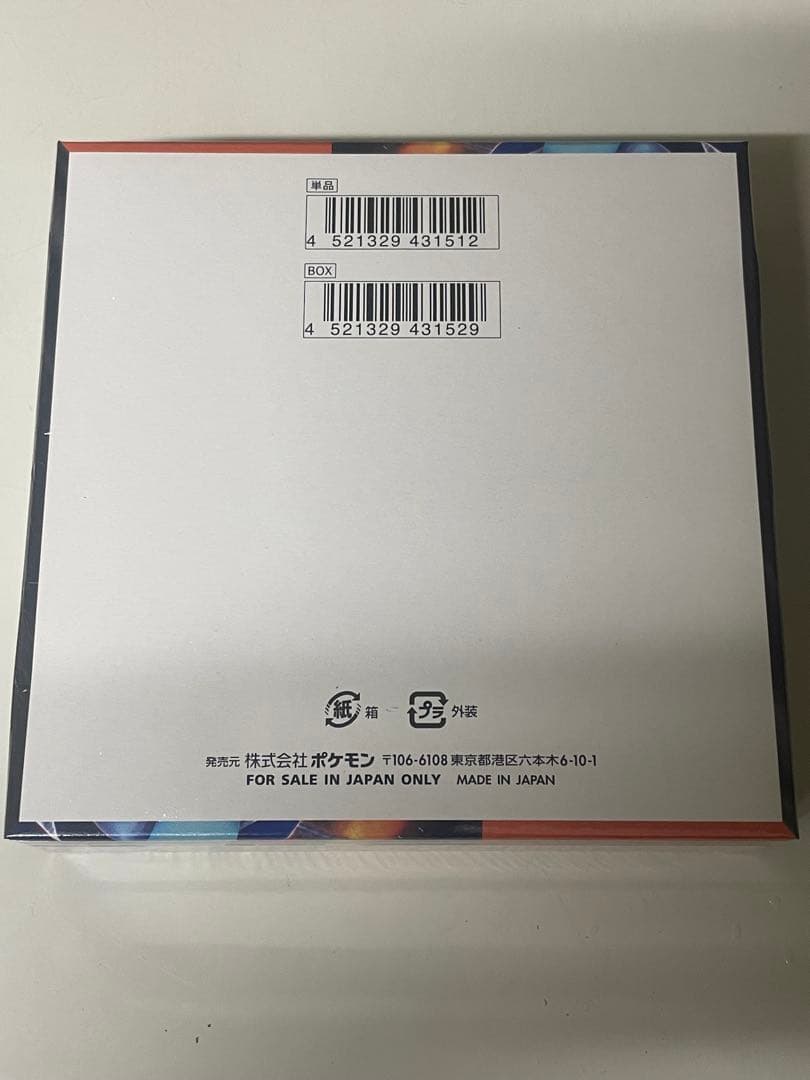 単品
4 521329 431512
BOX
4 521329 431529
紙 箱 プラ 外装
発売元 株式会社 ポケモン 〒106-6108 東京都港区六本木6-10-1
FOR SALE IN JAPAN ONLY MADE IN JAPAN